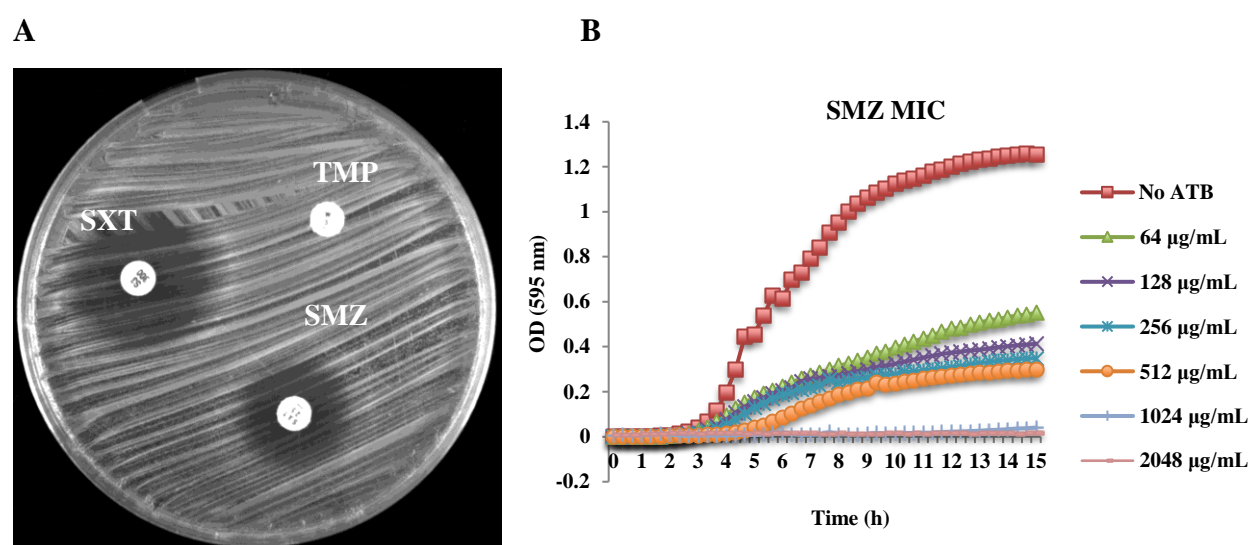 A
B
TMP
SXT
SMZ
SMZ MIC
1.4
1.2
1
0.8
0.6
0.4
0.2
0
-0.2
OD (595 nm)
0 1 2 3 4 5 6 7 8 9 10 11 12 13 14 15
Time (h)
No ATB
64 µg/mL
128 µg/mL
256 µg/mL
512 µg/mL
1024 µg/mL
2048 µg/mL